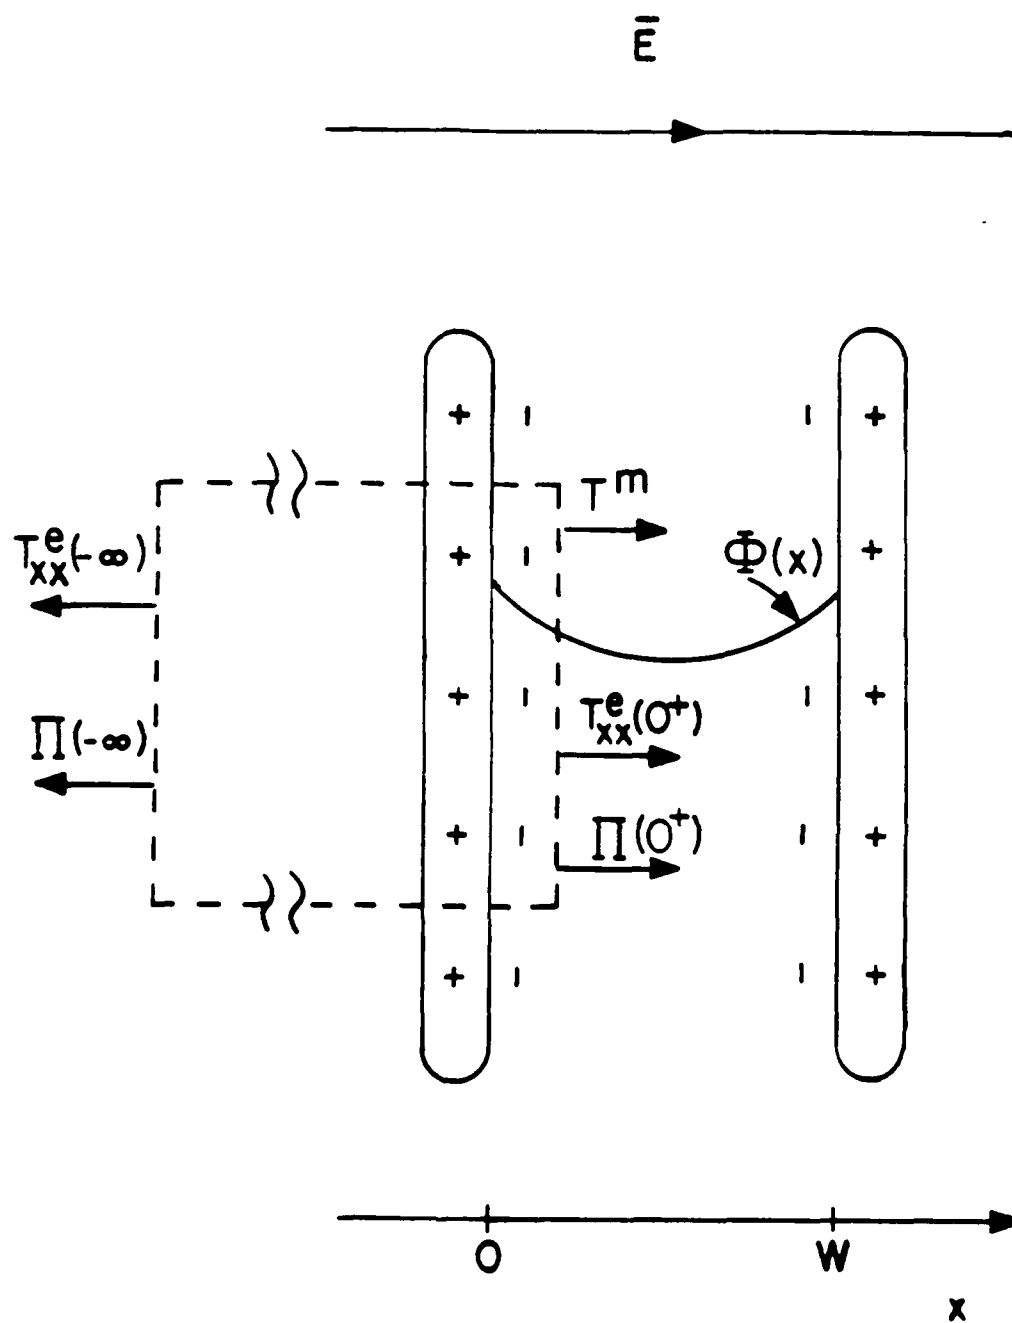 E̅
+ − − +
T^m
T^e_xx(-∞)
Φ(x)
+ − +
Π(-∞)
+ − − +
T^e_xx(0^+)
Π(0^+)
+ − − +
+ − − +
0 W
x